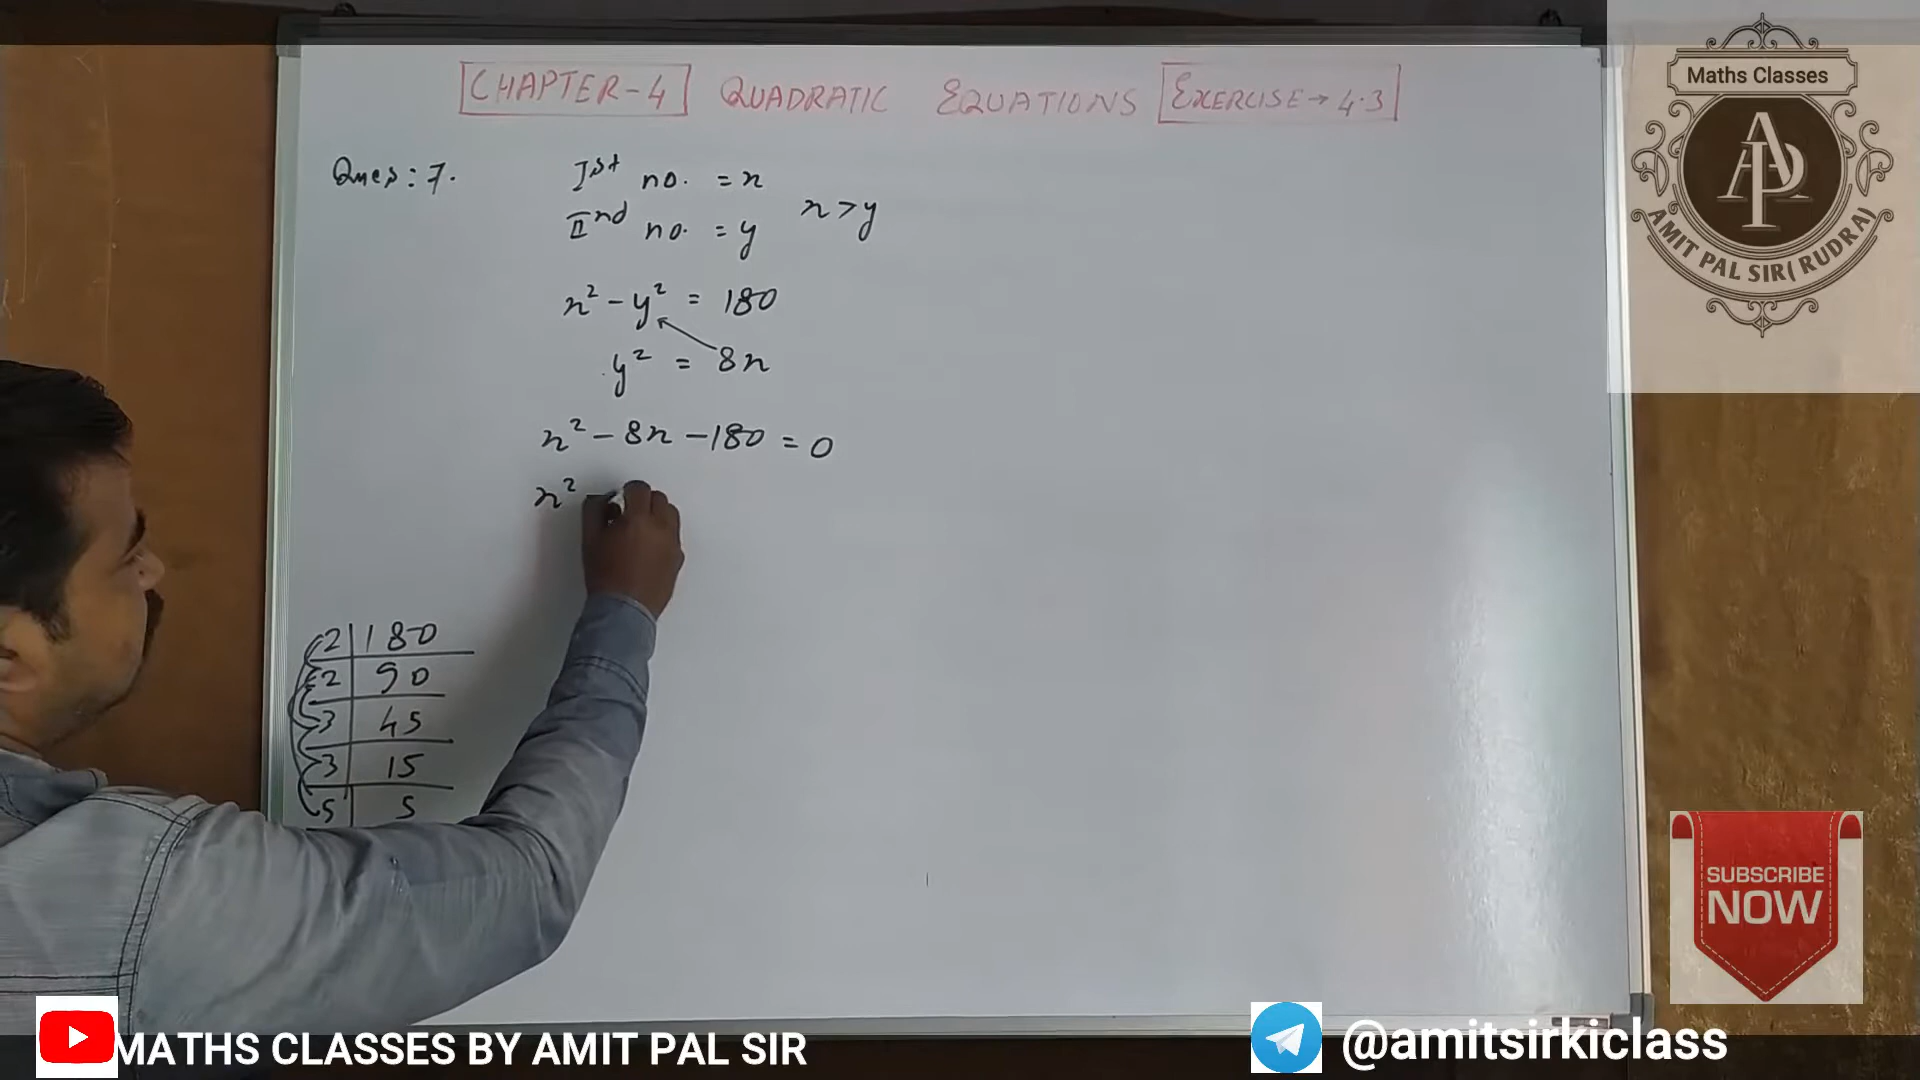 CHAPTER-4 QUADRATIC EQUATIONS EXERCISE→4.3
Ques: 7.
Ist no. = x
IInd no. = y
x > y
x² - y² = 180
y² = 8x
x² - 8x - 180 = 0
x² -
2 | 180
2 | 90
3 | 45
3 | 15
5 | 5
Maths Classes
AP
AMIT PAL SIR(RUDRA)
SUBSCRIBE
NOW
MATHS CLASSES BY AMIT PAL SIR
@amitsirkiclass